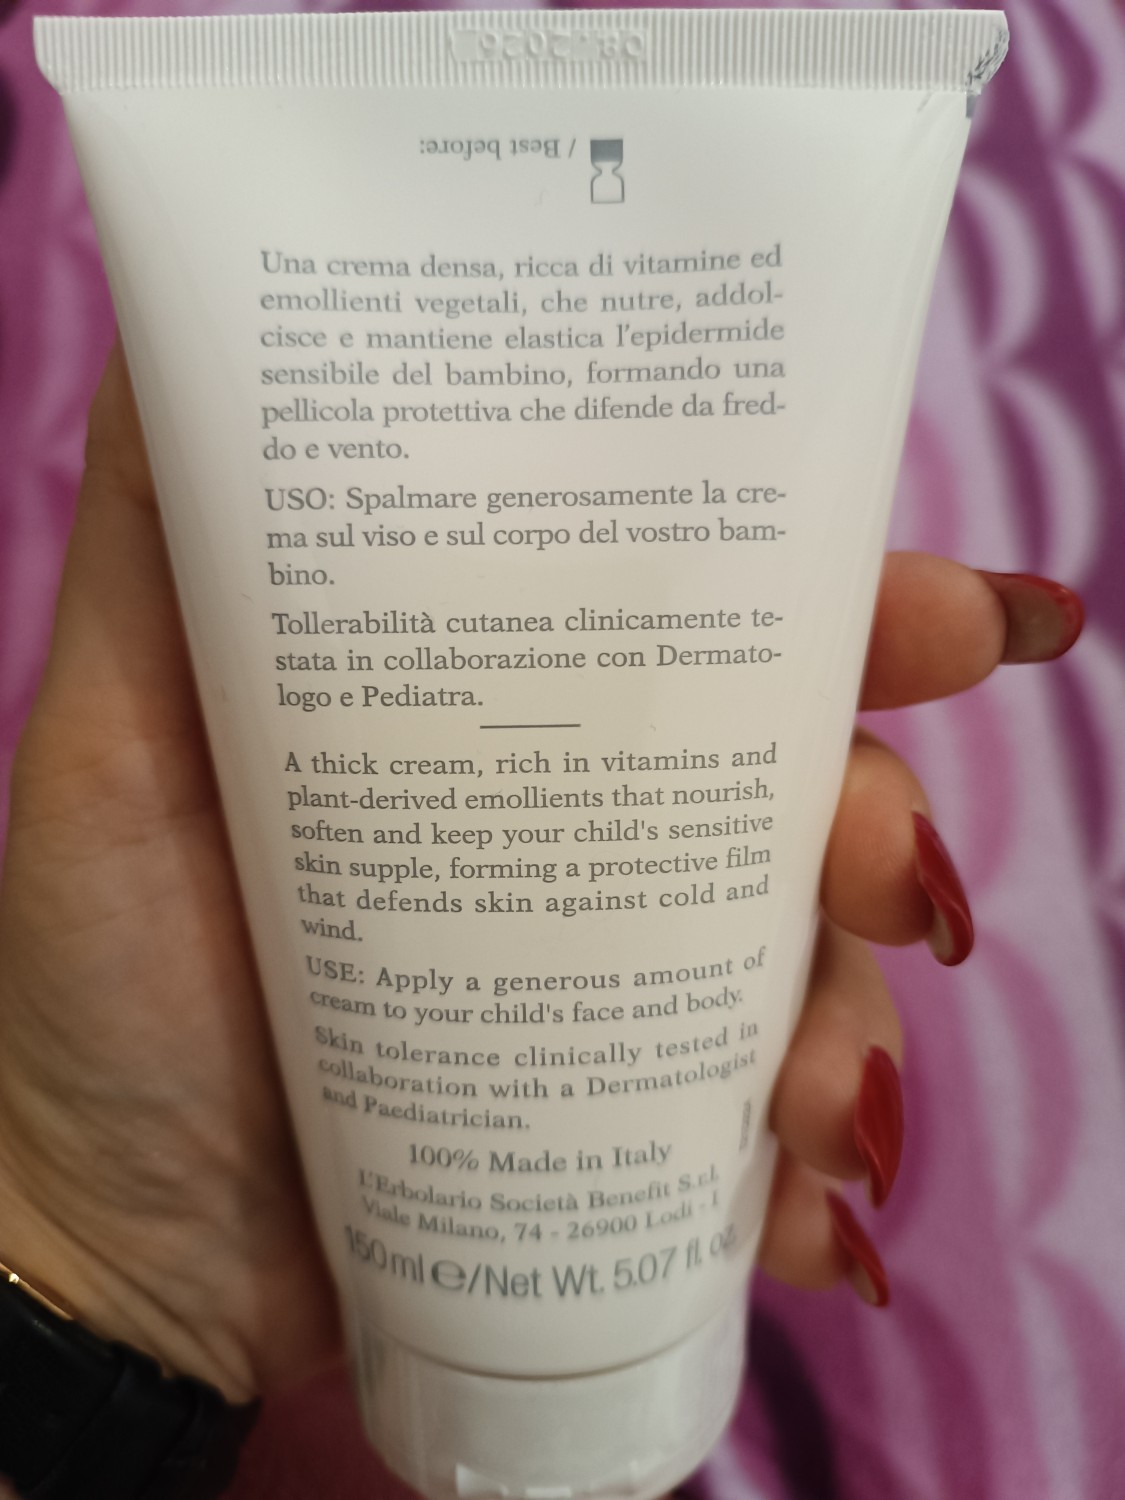 08.2026
/ Best before:
Una crema densa, ricca di vitamine ed
emollienti vegetali, che nutre, addol-
cisce e mantiene elastica l'epidermide
sensibile del bambino, formando una
pellicola protettiva che difende da fred-
do e vento.
USO: Spalmare generosamente la cre-
ma sul viso e sul corpo del vostro bam-
bino.
Tollerabilità cutanea clinicamente te-
stata in collaborazione con Dermato-
logo e Pediatra.
A thick cream, rich in vitamins and
plant-derived emollients that nourish,
soften and keep your child's sensitive
skin supple, forming a protective film
that defends skin against cold and
wind.
USE: Apply a generous amount of
cream to your child's face and body.
Skin tolerance clinically tested in
collaboration with a Dermatologist
and Paediatrician.
100% Made in Italy
L'Erbolario Società Benefit S.r.l.
Viale Milano, 74 - 26900 Lodi - I
150 ml ℮/Net Wt. 5.07 fl. oz.